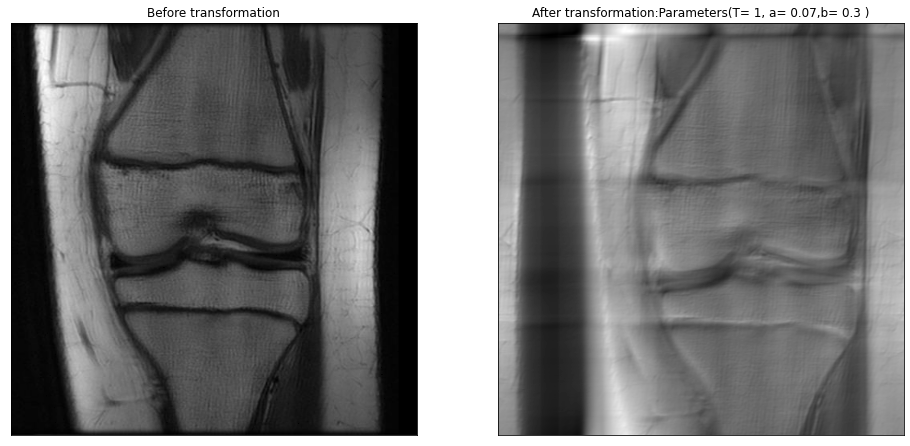 Before transformation
After transformation:Parameters(T= 1, a= 0.07,b= 0.3 )